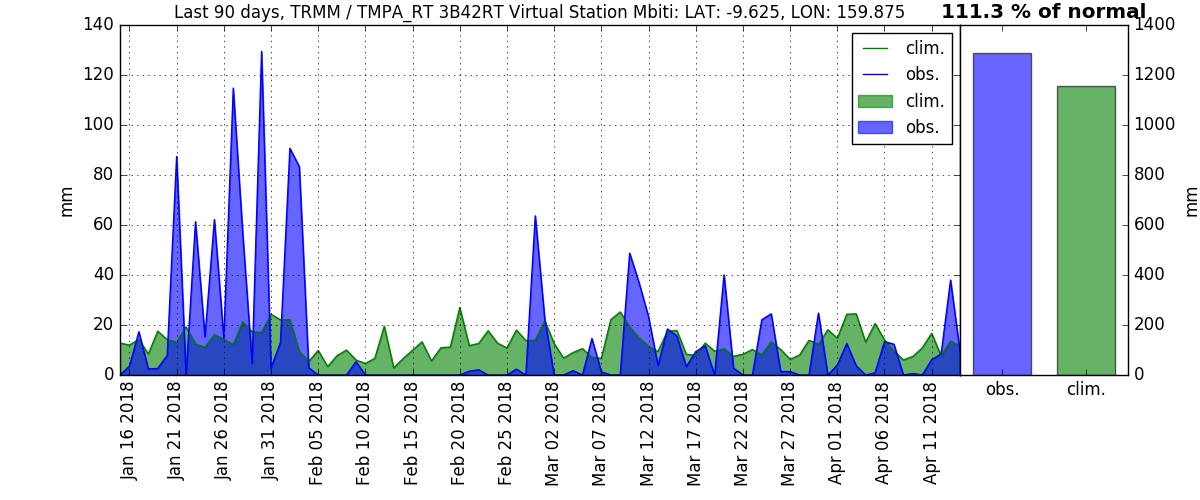 Last 90 days, TRMM / TMPA_RT 3B42RT Virtual Station Mbiti: LAT: -9.625, LON: 159.875
111.3 % of normal
140
120
100
80
60
40
20
0
mm
clim.
obs.
clim.
obs.
Jan 16 2018
Jan 21 2018
Jan 26 2018
Jan 31 2018
Feb 05 2018
Feb 10 2018
Feb 15 2018
Feb 20 2018
Feb 25 2018
Mar 02 2018
Mar 07 2018
Mar 12 2018
Mar 17 2018
Mar 22 2018
Mar 27 2018
Apr 01 2018
Apr 06 2018
Apr 11 2018
1400
1200
1000
800
600
400
200
0
mm
obs.
clim.